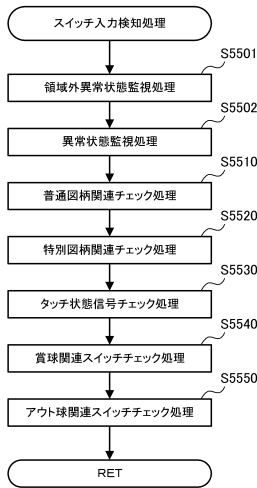 スイッチ入力検知処理
S5501
領域外異常状態監視処理
S5502
異常状態監視処理
S5510
普通図柄関連チェック処理
S5520
特別図柄関連チェック処理
S5530
タッチ状態信号チェック処理
S5540
賞球関連スイッチチェック処理
S5550
アウト球関連スイッチチェック処理
RET